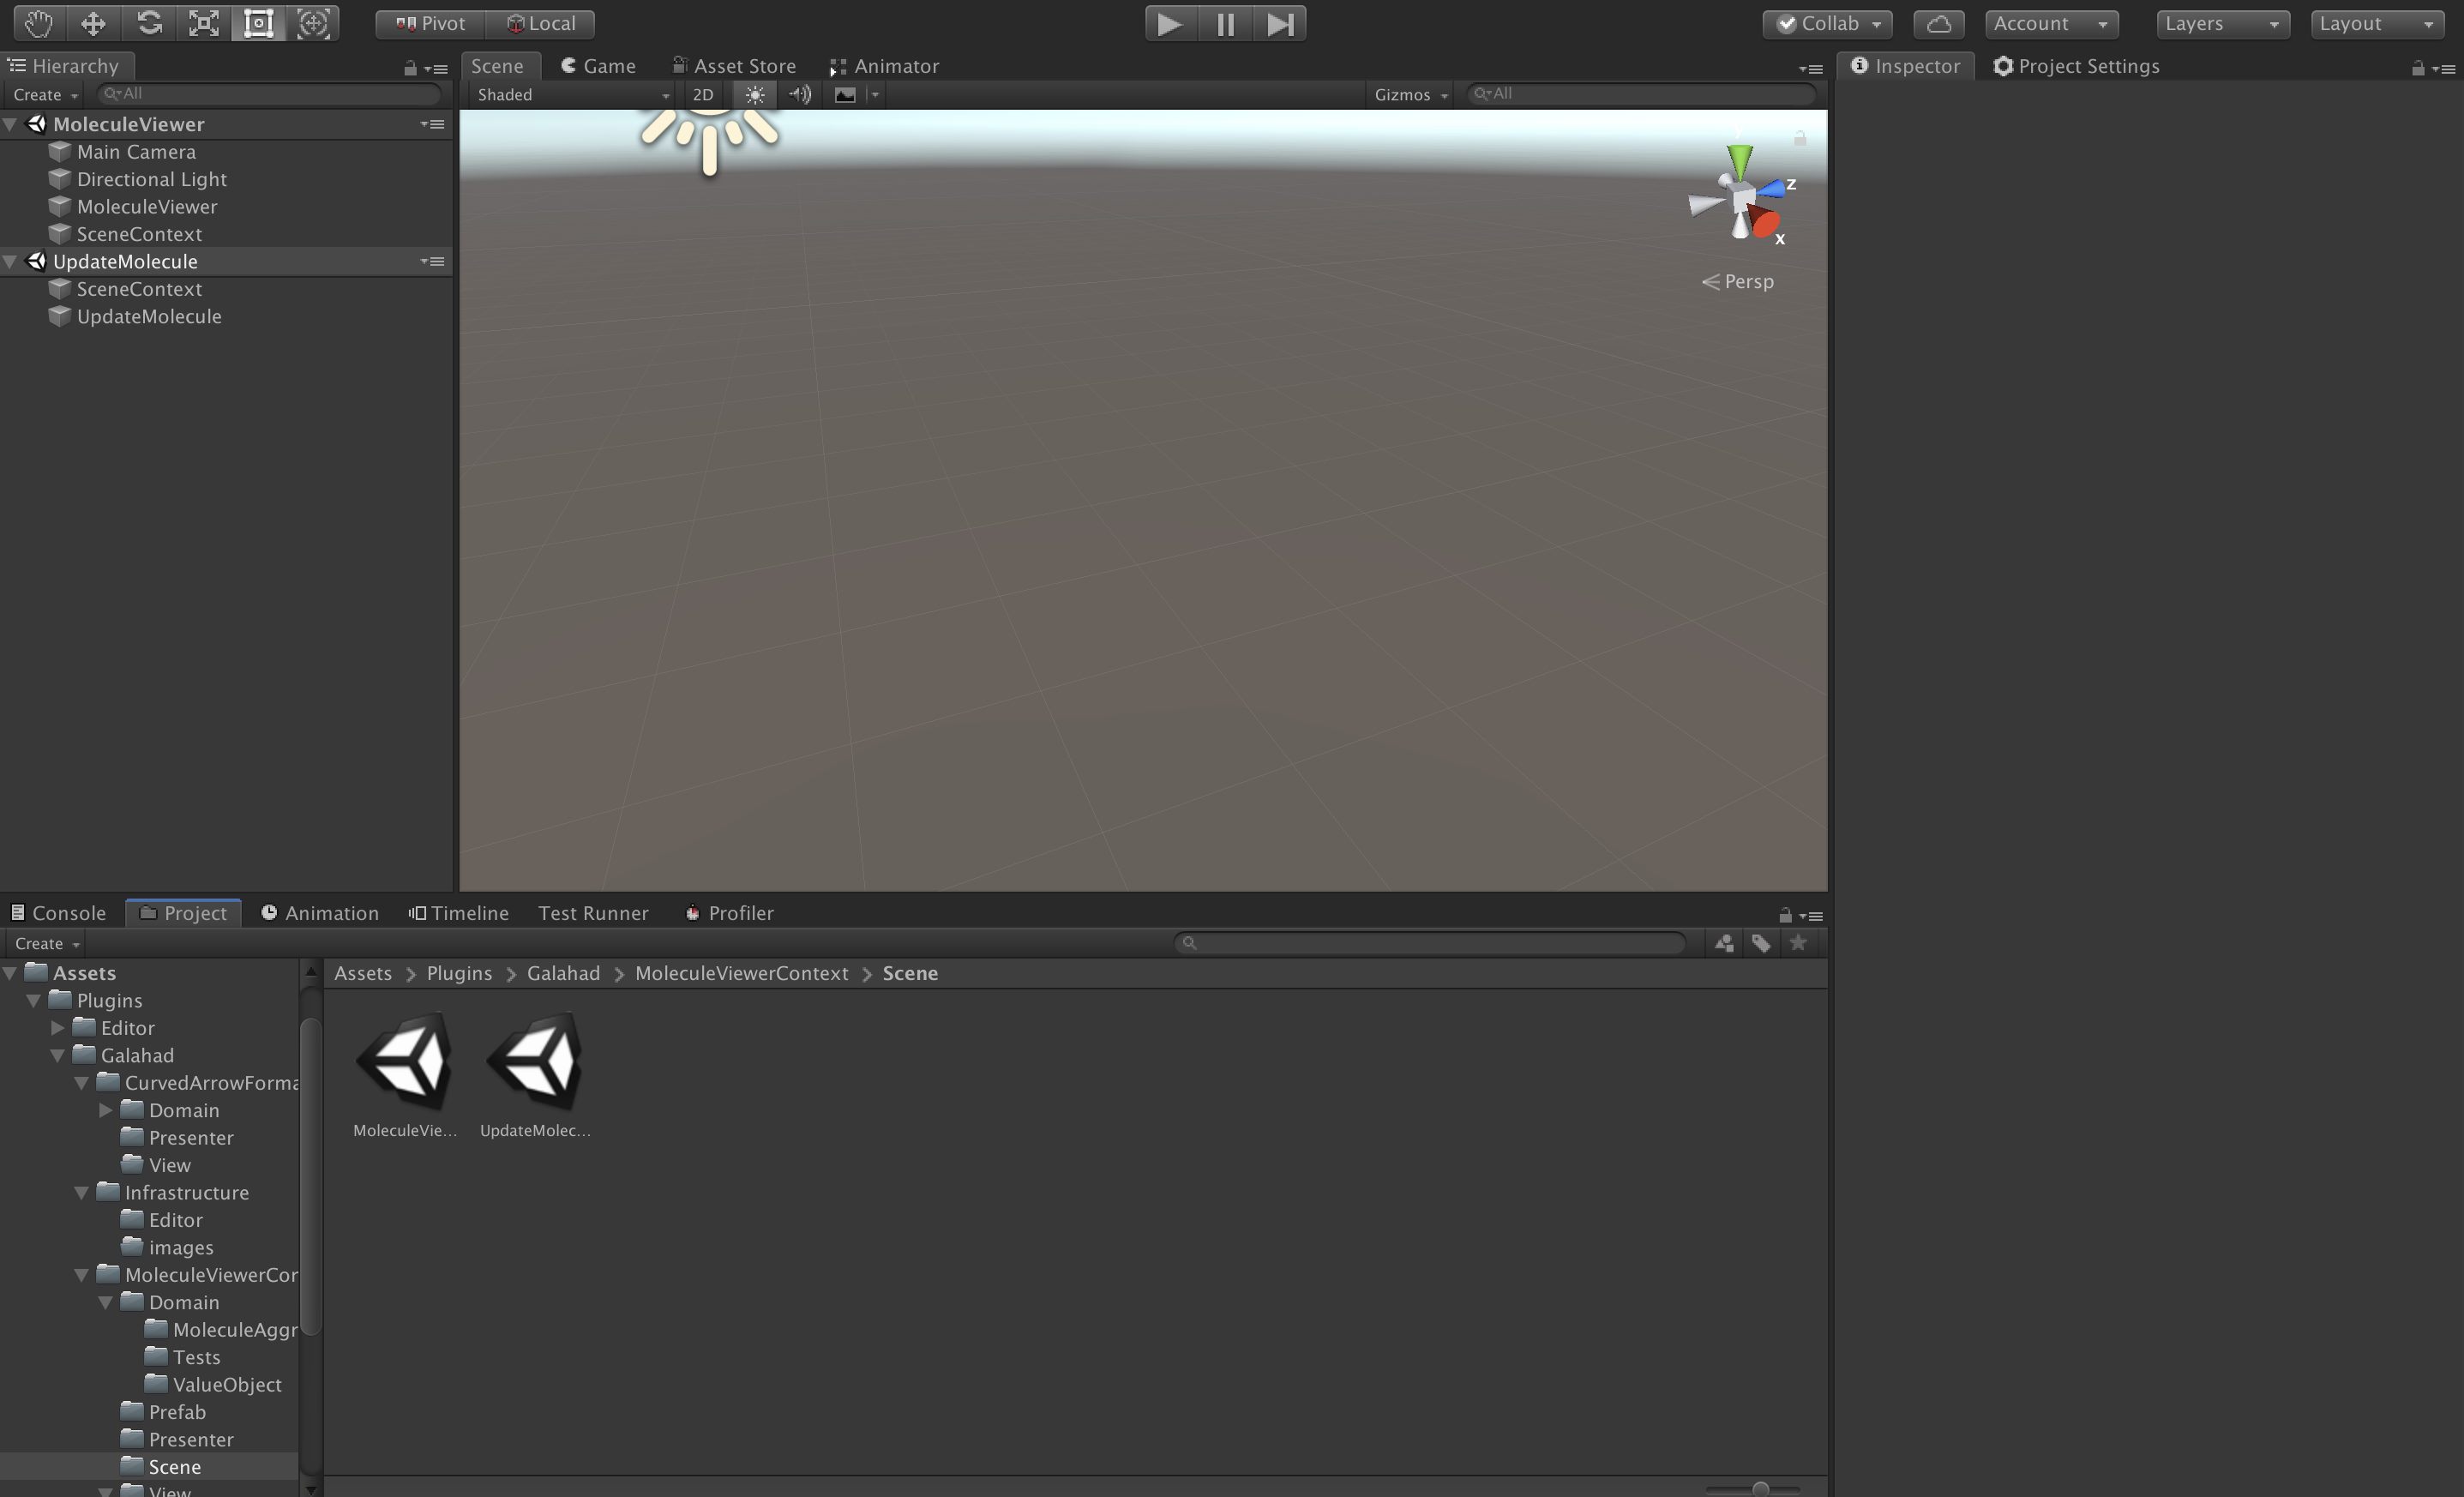 Pivot Local Collab Account Layers Layout
Hierarchy
Create All
MoleculeViewer
Main Camera
Directional Light
MoleculeViewer
SceneContext
UpdateMolecule
SceneContext
UpdateMolecule
Scene Game Asset Store Animator
Shaded 2D Gizmos All
z
x
Persp
Inspector Project Settings
Console Project Animation Timeline Test Runner Profiler
Create
Assets
Plugins
Editor
Galahad
CurvedArrowForma
Domain
Presenter
View
Infrastructure
Editor
images
MoleculeViewerCor
Domain
MoleculeAggr
Tests
ValueObject
Prefab
Presenter
Scene
View
Assets > Plugins > Galahad > MoleculeViewerContext > Scene
MoleculeVie... UpdateMolec...